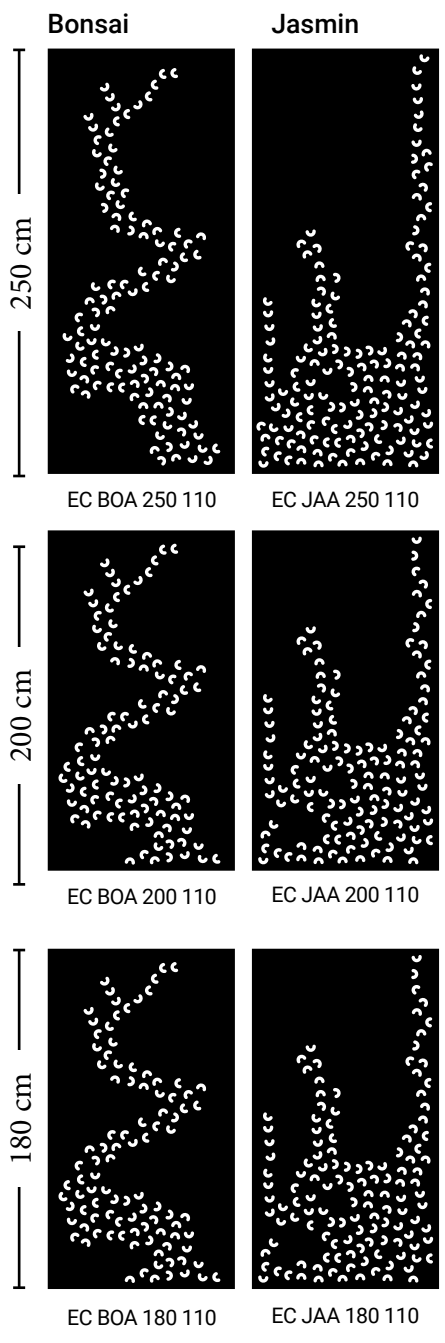 Bonsai Jasmin
250 cm
EC BOA 250 110 EC JAA 250 110
200 cm
EC BOA 200 110 EC JAA 200 110
180 cm
EC BOA 180 110 EC JAA 180 110